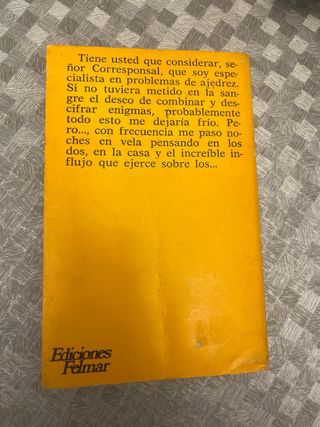 Tiene usted que considerar, se-
ñor Corresponsal, que soy espe-
cialista en problemas de ajedrez.
Si no tuviera metido en la san-
gre el deseo de combinar y des-
cifrar enigmas, probablemente
todo esto me dejaría frío. Pe-
ro..., con frecuencia me paso no-
ches en vela pensando en los
dos, en la casa y el increíble in-
flujo que ejerce sobre los...
Ediciones
Felmar